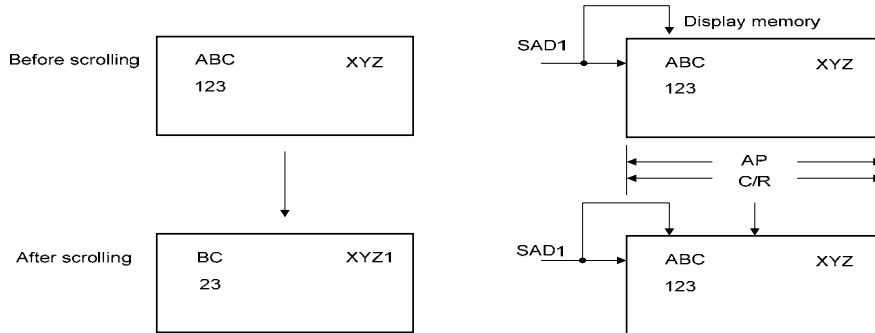 Display memory
SAD1
Before scrolling
ABC XYZ
123
ABC XYZ
123
AP
C/R
SAD1
After scrolling
BC XYZ1
23
ABC XYZ
123